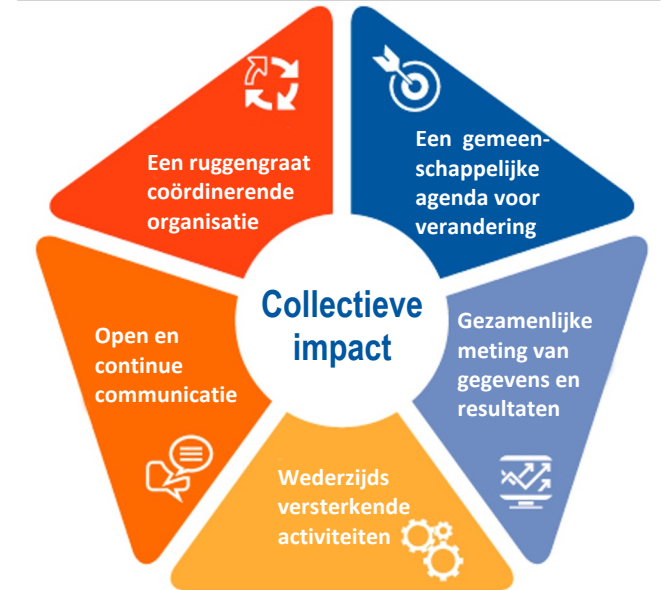 Een ruggengraat
coördinerende
organisatie
Een gemeen-
schappelijke
agenda voor
verandering
Collectieve
impact
Gezamenlijke
meting van
gegevens en
resultaten
Open en
continue
communicatie
Wederzijds
versterkende
activiteiten